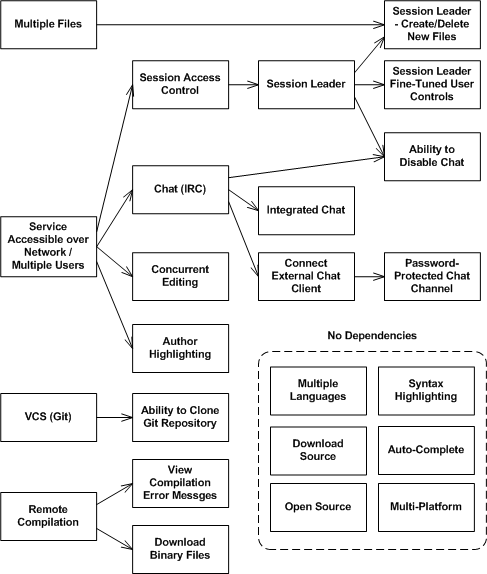 Multiple Files
Session Leader
- Create/Delete
New Files
Session Access
Control
Session Leader
Session Leader
Fine-Tuned User
Controls
Ability to
Disable Chat
Chat (IRC)
Integrated Chat
Service
Accessible over
Network /
Multiple Users
Concurrent
Editing
Connect
External Chat
Client
Password-
Protected Chat
Channel
Author
Highlighting
No Dependencies
Multiple
Languages
Syntax
Highlighting
VCS (Git)
Ability to Clone
Git Repository
Download
Source
Auto-Complete
View
Compilation
Error Messges
Open Source
Multi-Platform
Remote
Compilation
Download
Binary Files